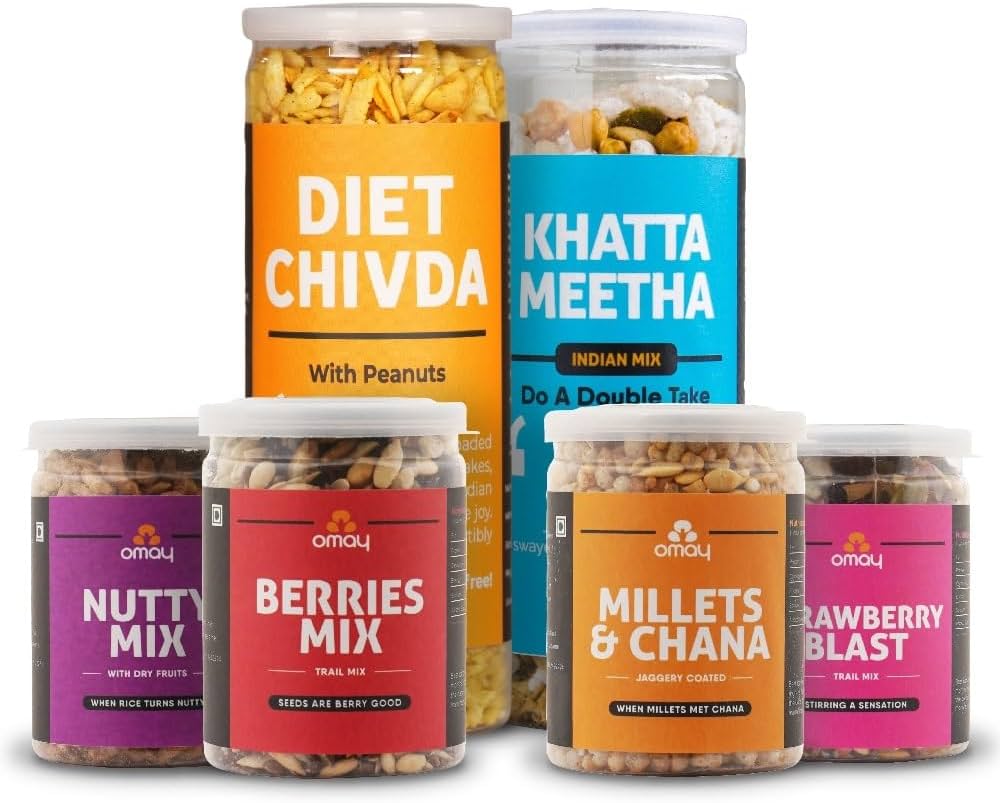 DIET
CHIVDA
With Peanuts
KHATTA
MEETHA
INDIAN MIX
Do A Double Take
free!
omay
NUTTY
MIX
WITH DRY FRUITS
WHEN RICE TURNS NUTTY
omay
BERRIES
MIX
TRAIL MIX
SEEDS ARE BERRY GOOD
omay
MILLETS
& CHANA
JAGGERY COATED
WHEN MILLETS MET CHANA
omay
RAWBERRY
BLAST
TRAIL MIX
STIRRING A SENSATION